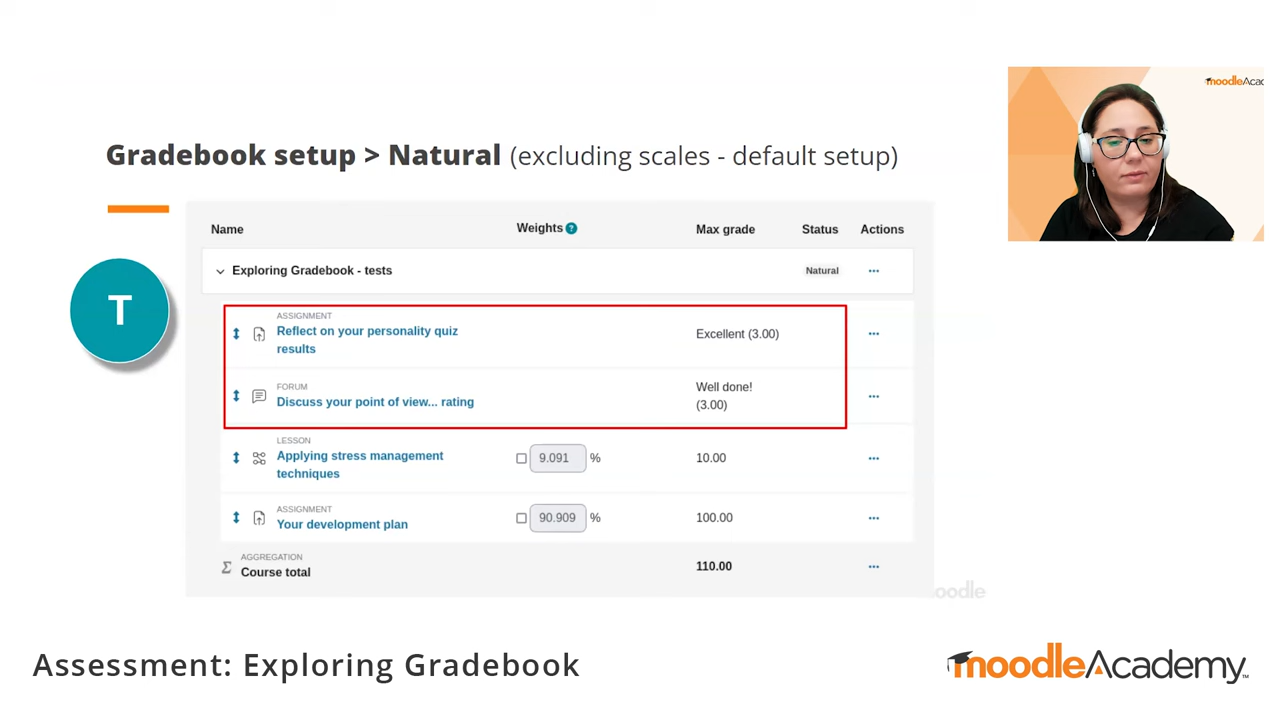 moodleAcad
Gradebook setup > Natural (excluding scales - default setup)
T
Name Weights ? Max grade Status Actions
Exploring Gradebook - tests Natural
ASSIGNMENT
Reflect on your personality quiz
results
Excellent (3.00)
FORUM
Discuss your point of view... rating
Well done!
(3.00)
LESSON
Applying stress management
techniques
9.091 % 10.00
ASSIGNMENT
Your development plan
90.909 % 100.00
AGGREGATION
Σ Course total 110.00
oodle
Assessment: Exploring Gradebook
moodleAcademy™